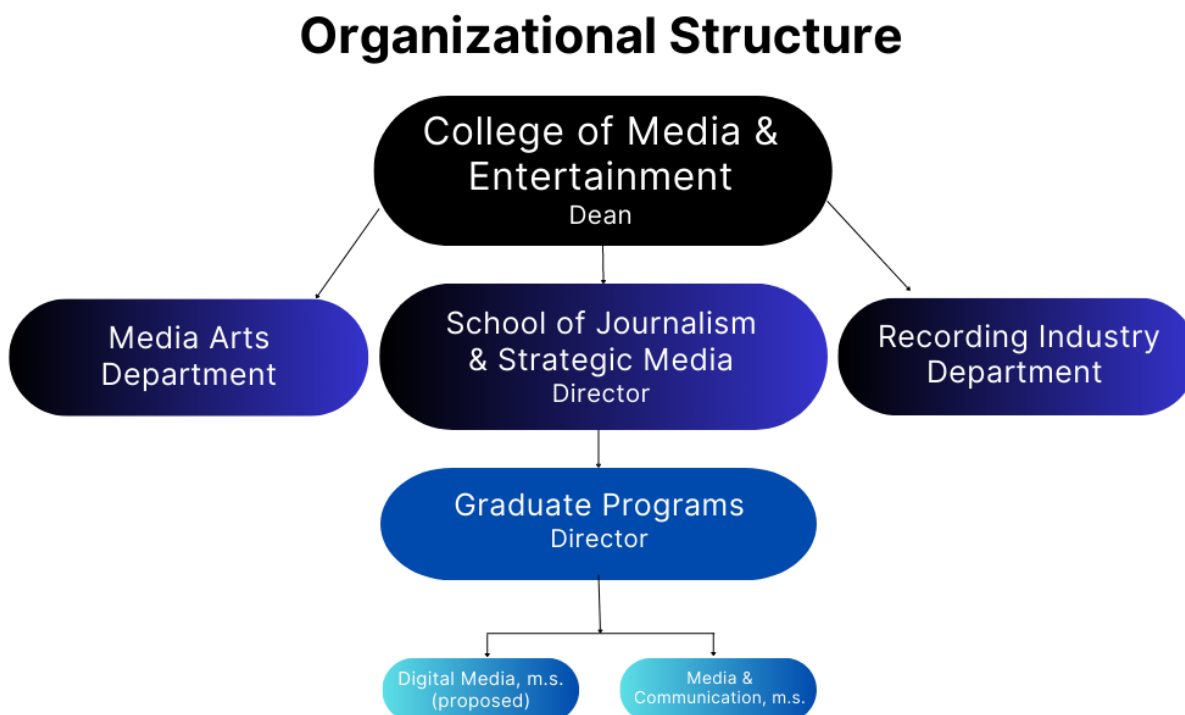 Organizational Structure
College of Media &
Entertainment
Dean
Media Arts
Department
School of Journalism
& Strategic Media
Director
Recording Industry
Department
Graduate Programs
Director
Digital Media, m.s.
(proposed)
Media &
Communication, m.s.